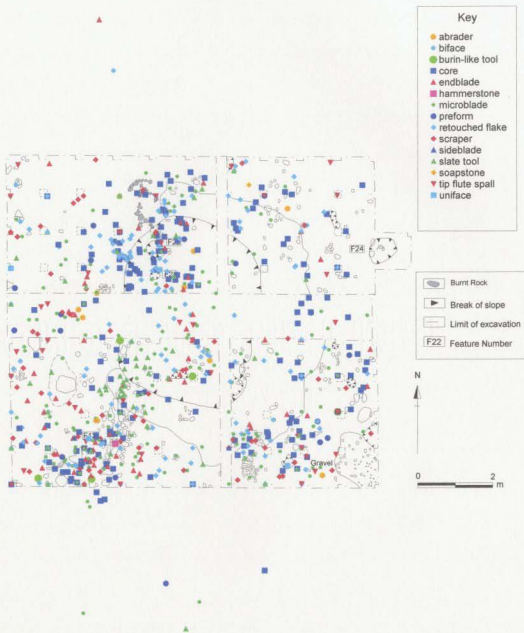 Key
abrader
biface
burin-like tool
core
endblade
hammerstone
microblade
preform
retouched flake
scraper
sideblade
slate tool
soapstone
tip flute spall
uniface
F24
Burnt Rock
Break of slope
Limit of excavation
F22 Feature Number
N
0 2
m
Gravel